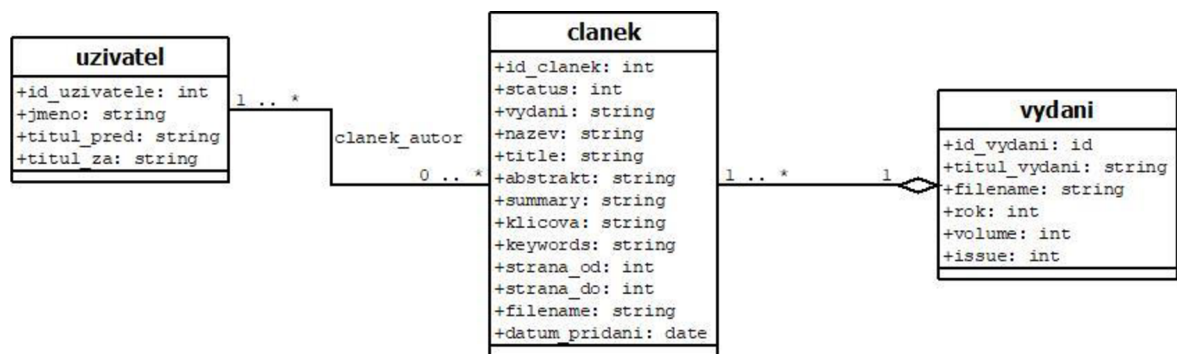 uzivatel
+id_uzivatele: int
+jmeno: string
+titul_pred: string
+titul_za: string
1 .. *
clanek_autor
0 .. *
clanek
+id_clanek: int
+status: int
+vydani: string
+nazev: string
+title: string
+abstrakt: string
+summary: string
+klicova: string
+keywords: string
+strana_od: int
+strana_do: int
+filename: string
+datum_pridani: date
1 .. *
1
vydani
+id_vydani: id
+titul_vydani: string
+filename: string
+rok: int
+volume: int
+issue: int